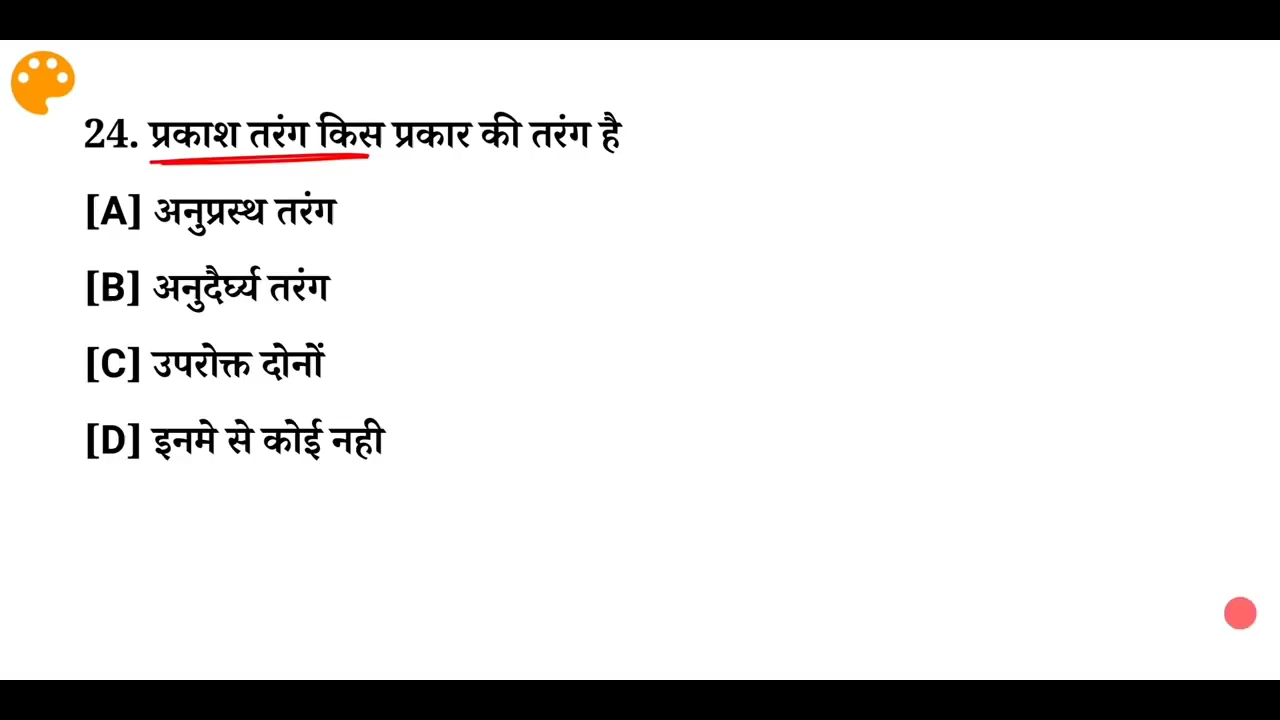 24. प्रकाश तरंग किस प्रकार की तरंग है
[A] अनुप्रस्थ तरंग
[B] अनुदैर्घ्य तरंग
[C] उपरोक्त दोनों
[D] इनमे से कोई नही